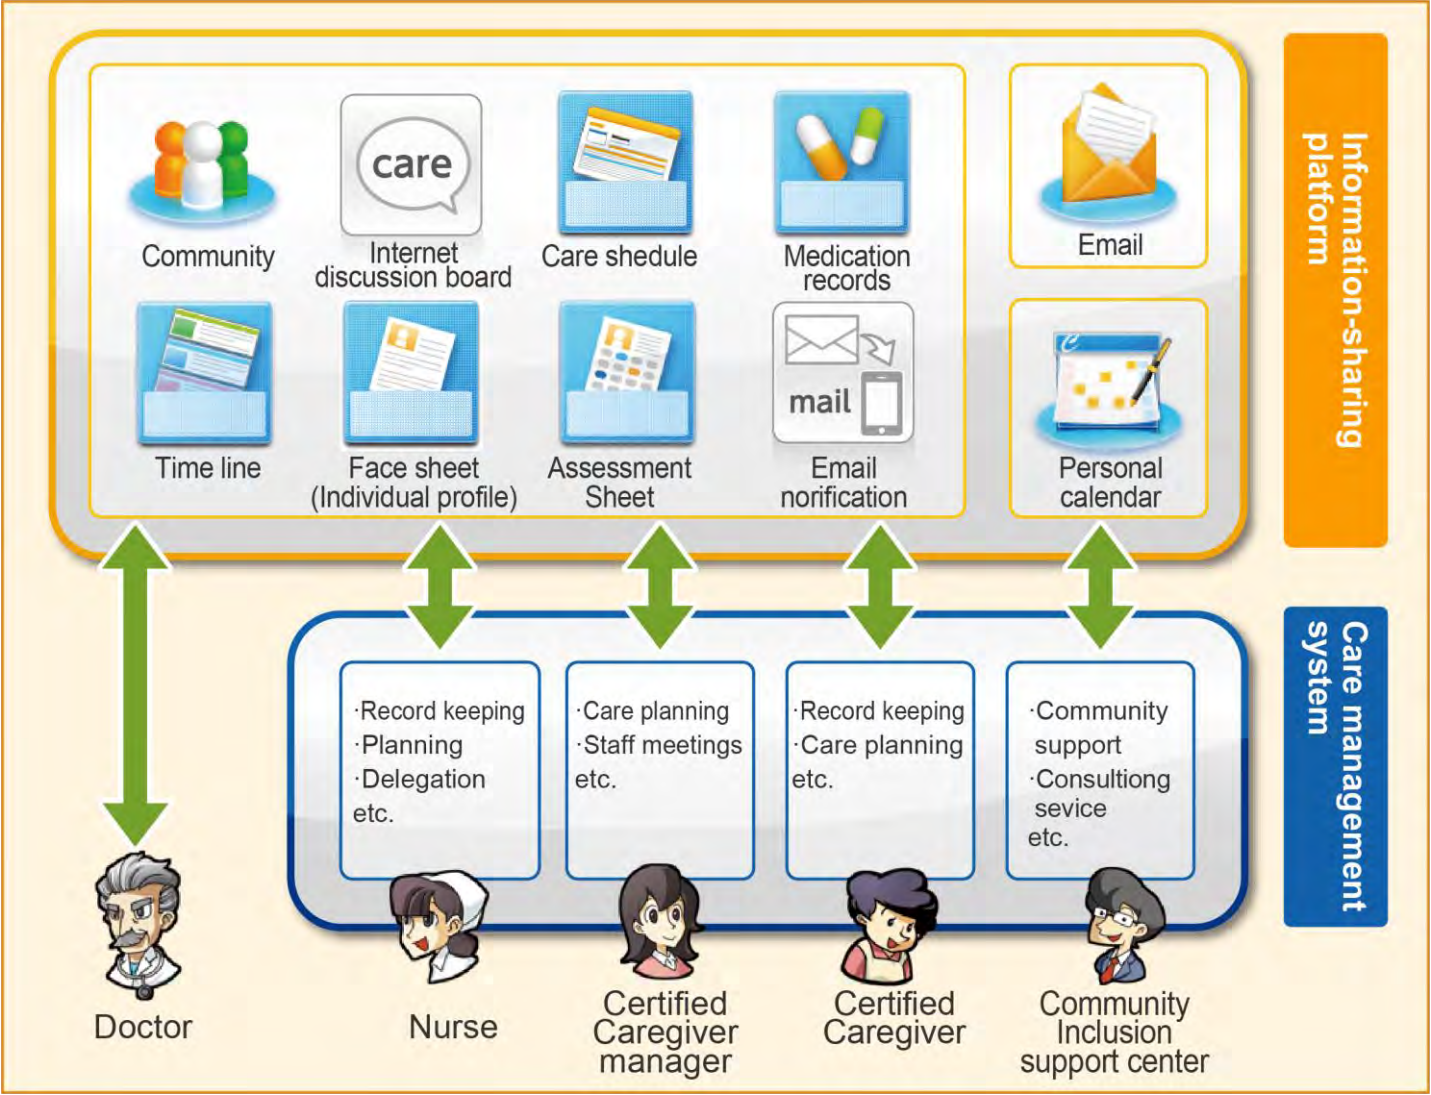 Community
care
Internet
discussion board
Care shedule
Medication
records
Email
Time line
Face sheet
(Individual profile)
Assessment
Sheet
mail
Email
norification
Personal
calendar
Information-sharing
platform
·Record keeping
·Planning
·Delegation
etc.
·Care planning
·Staff meetings
etc.
·Record keeping
·Care planning
etc.
·Community
support
·Consultiong
sevice
etc.
Care management
system
Doctor
Nurse
Certified
Caregiver
manager
Certified
Caregiver
Community
Inclusion
support center